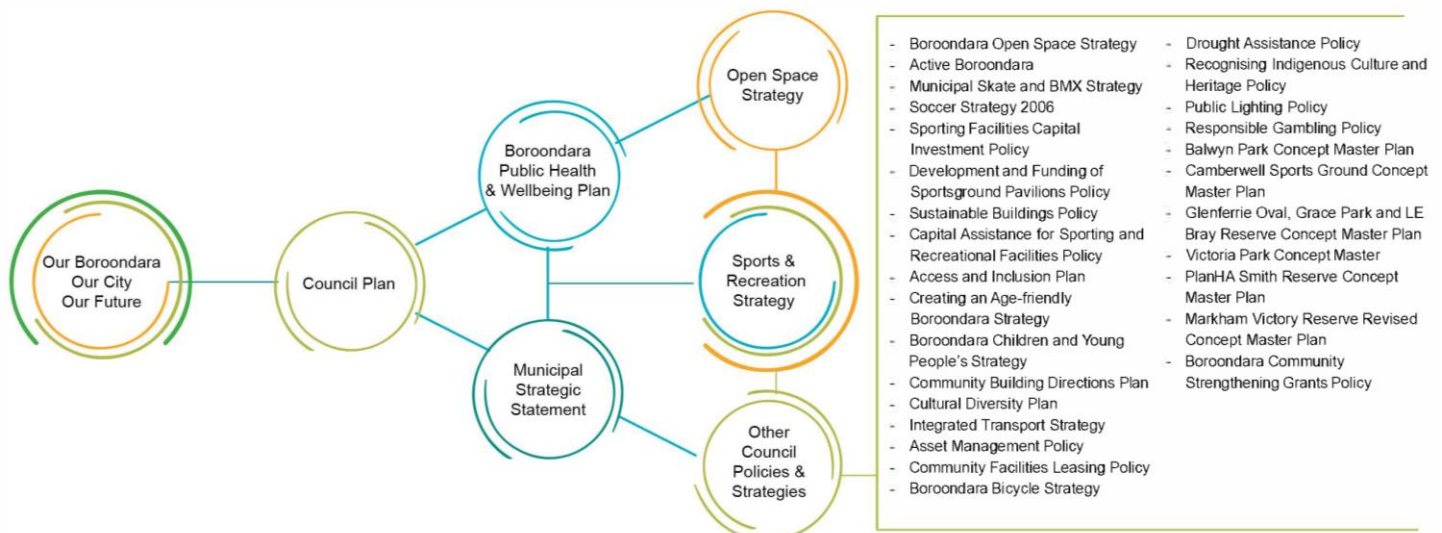 Our Boroondara
Our City
Our Future
Council Plan
Boroondara
Public Health
& Wellbeing Plan
Municipal
Strategic
Statement
Open Space
Strategy
Sports &
Recreation
Strategy
Other
Council
Policies &
Strategies
- Boroondara Open Space Strategy
- Active Boroondara
- Municipal Skate and BMX Strategy
- Soccer Strategy 2006
- Sporting Facilities Capital
Investment Policy
- Development and Funding of
Sportsground Pavilions Policy
- Sustainable Buildings Policy
- Capital Assistance for Sporting and
Recreational Facilities Policy
- Access and Inclusion Plan
- Creating an Age-friendly
Boroondara Strategy
- Boroondara Children and Young
People's Strategy
- Community Building Directions Plan
- Cultural Diversity Plan
- Integrated Transport Strategy
- Asset Management Policy
- Community Facilities Leasing Policy
- Boroondara Bicycle Strategy
- Drought Assistance Policy
- Recognising Indigenous Culture and
Heritage Policy
- Public Lighting Policy
- Responsible Gambling Policy
- Balwyn Park Concept Master Plan
- Camberwell Sports Ground Concept
Master Plan
- Glenferrie Oval, Grace Park and LE
Bray Reserve Concept Master Plan
- Victoria Park Concept Master
- PlanHA Smith Reserve Concept
Master Plan
- Markham Victory Reserve Revised
Concept Master Plan
- Boroondara Community
Strengthening Grants Policy